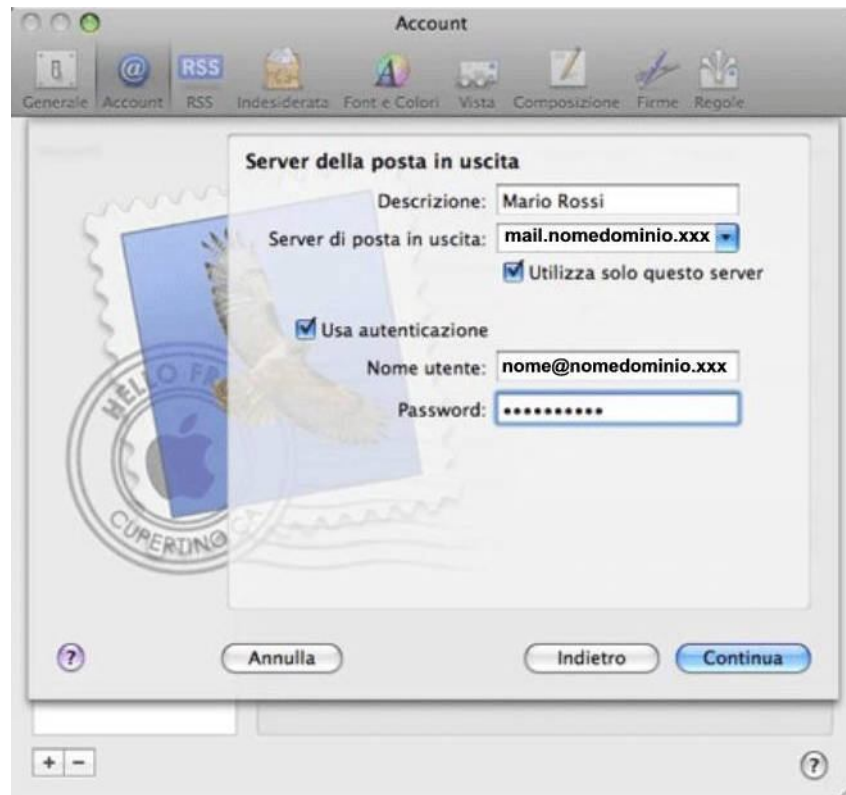 Account
Generale Account RSS Indesiderata Font e Colori Vista Composizione Firme Regole
RSS
Server della posta in uscita
Descrizione: Mario Rossi
Server di posta in uscita: mail.nomedominio.xxx
Utilizza solo questo server
Usa autenticazione
Nome utente: nome@nomedominio.xxx
Password: ••••••••••
HELLO FR
CUPERTINO CA
? Annulla Indietro Continua
+ - ?